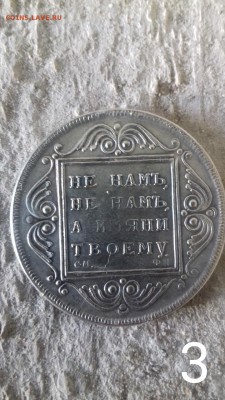 COINS.LAVE.RU
НЕ НАМЪ,
НЕ НАМЪ,
А ИМЯНИ
ТВОЕМУ.
С.М.
3